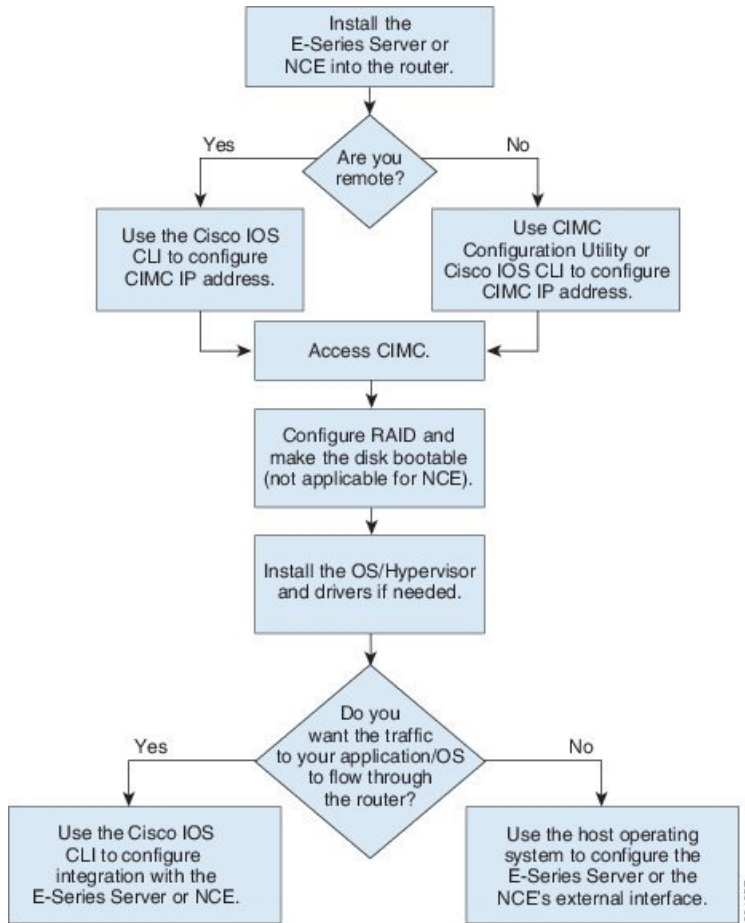 Install the
E-Series Server or
NCE into the router.
Are you
remote?
Yes
No
Use the Cisco IOS
CLI to configure
CIMC IP address.
Use CIMC
Configuration Utility or
Cisco IOS CLI to configure
CIMC IP address.
Access CIMC.
Configure RAID and
make the disk bootable
(not applicable for NCE).
Install the OS/Hypervisor
and drivers if needed.
Do you
want the traffic
to your application/OS
to flow through
the router?
Yes
No
Use the Cisco IOS
CLI to configure
integration with the
E-Series Server or NCE.
Use the host operating
system to configure the
E-Series Server or the
NCE's external interface.